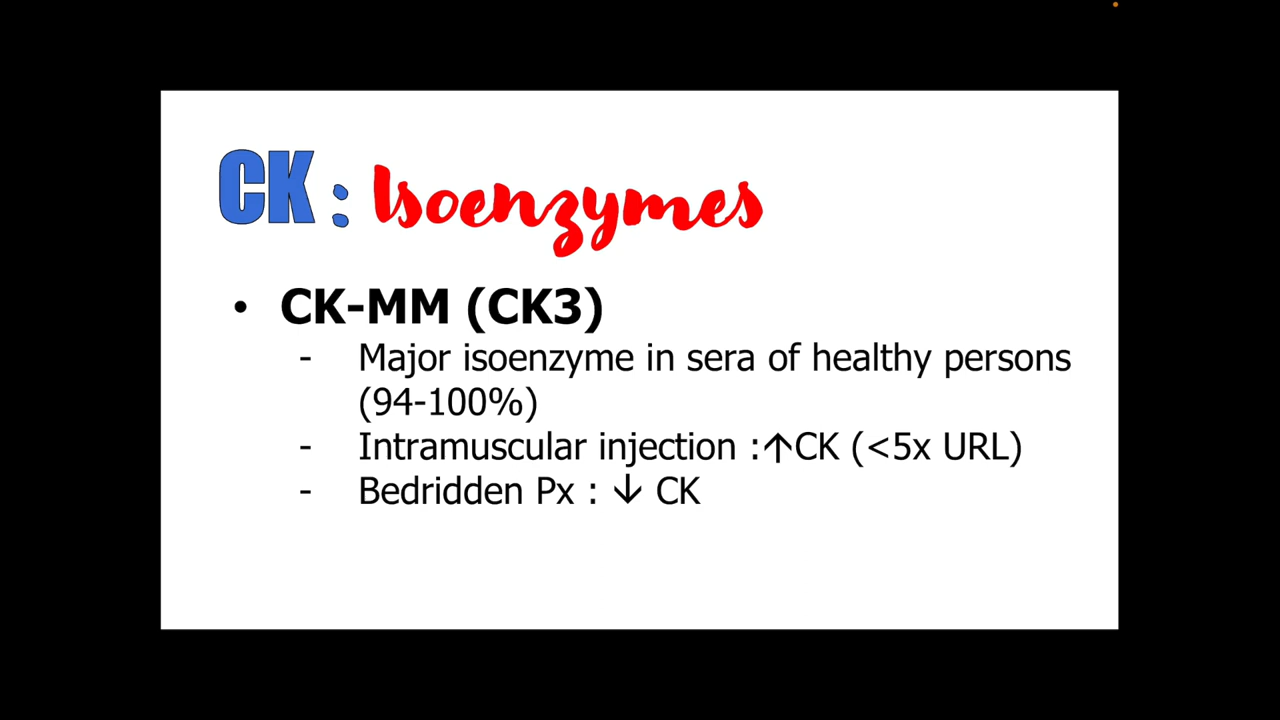 CK : Isoenzymes
• CK-MM (CK3)
- Major isoenzyme in sera of healthy persons
(94-100%)
- Intramuscular injection :↑CK (<5x URL)
- Bedridden Px : ↓ CK